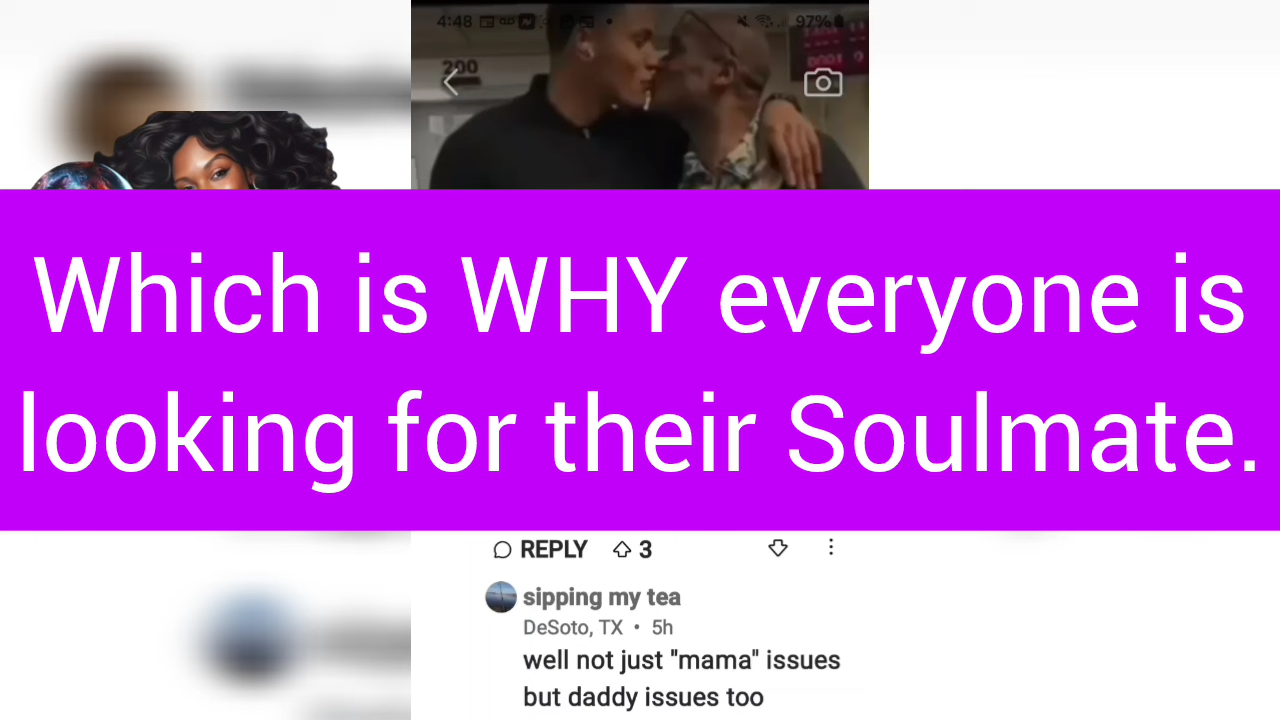 4:48
97%
200
Which is WHY everyone is
looking for their Soulmate.
REPLY 3
sipping my tea
DeSoto, TX • 5h
well not just "mama" issues
but daddy issues too